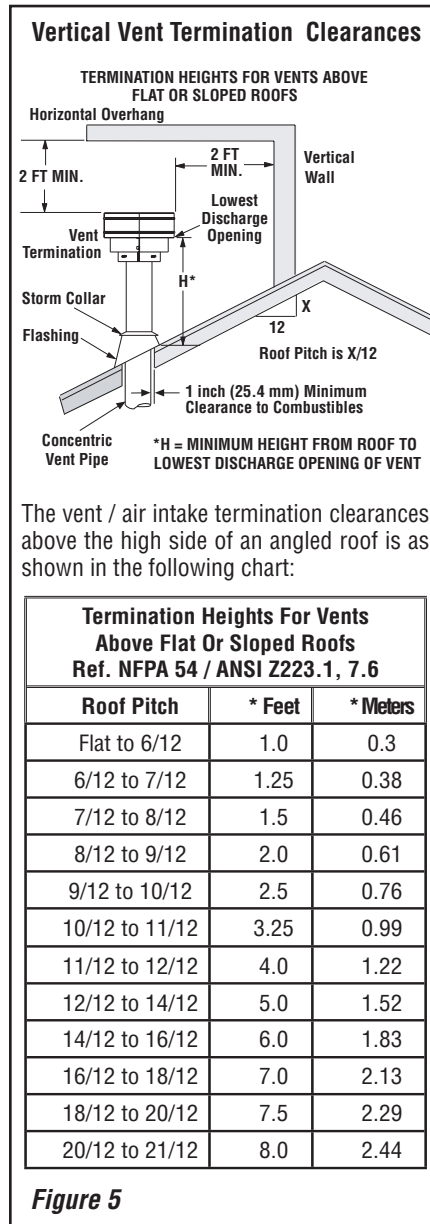 Vertical Vent Termination Clearances
TERMINATION HEIGHTS FOR VENTS ABOVE
FLAT OR SLOPED ROOFS
Horizontal Overhang
2 FT MIN.
2 FT
MIN.
Vertical
Wall
Lowest
Discharge
Opening
Vent
Termination
H*
Storm Collar
Flashing
X
12
Roof Pitch is X/12
1 inch (25.4 mm) Minimum
Clearance to Combustibles
Concentric
Vent Pipe
*H = MINIMUM HEIGHT FROM ROOF TO
LOWEST DISCHARGE OPENING OF VENT
The vent / air intake termination clearances
above the high side of an angled roof is as
shown in the following chart:
Termination Heights For Vents
Above Flat Or Sloped Roofs
Ref. NFPA 54 / ANSI Z223.1, 7.6
Roof Pitch * Feet * Meters
Flat to 6/12 1.0 0.3
6/12 to 7/12 1.25 0.38
7/12 to 8/12 1.5 0.46
8/12 to 9/12 2.0 0.61
9/12 to 10/12 2.5 0.76
10/12 to 11/12 3.25 0.99
11/12 to 12/12 4.0 1.22
12/12 to 14/12 5.0 1.52
14/12 to 16/12 6.0 1.83
16/12 to 18/12 7.0 2.13
18/12 to 20/12 7.5 2.29
20/12 to 21/12 8.0 2.44
Figure 5